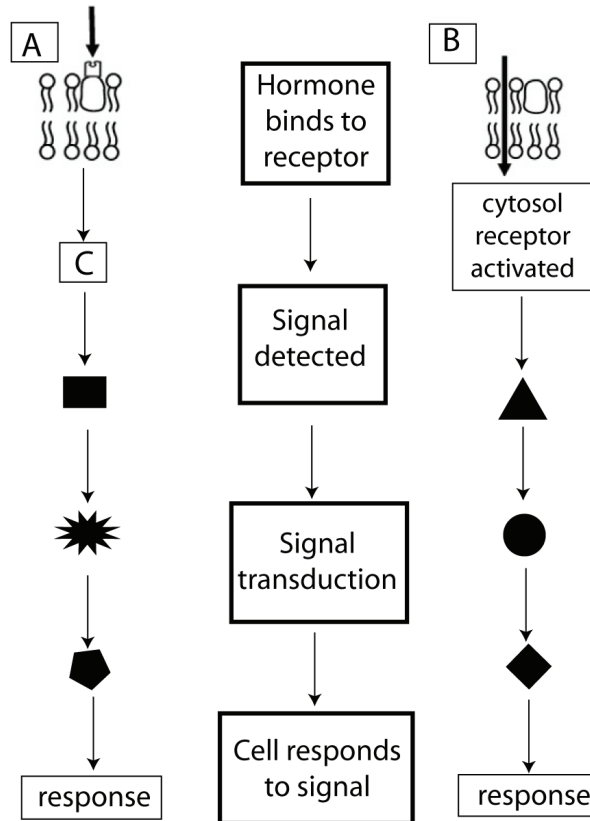 A
C
response
Hormone
binds to
receptor
Signal
detected
Signal
transduction
Cell responds
to signal
B
cytosol
receptor
activated
response